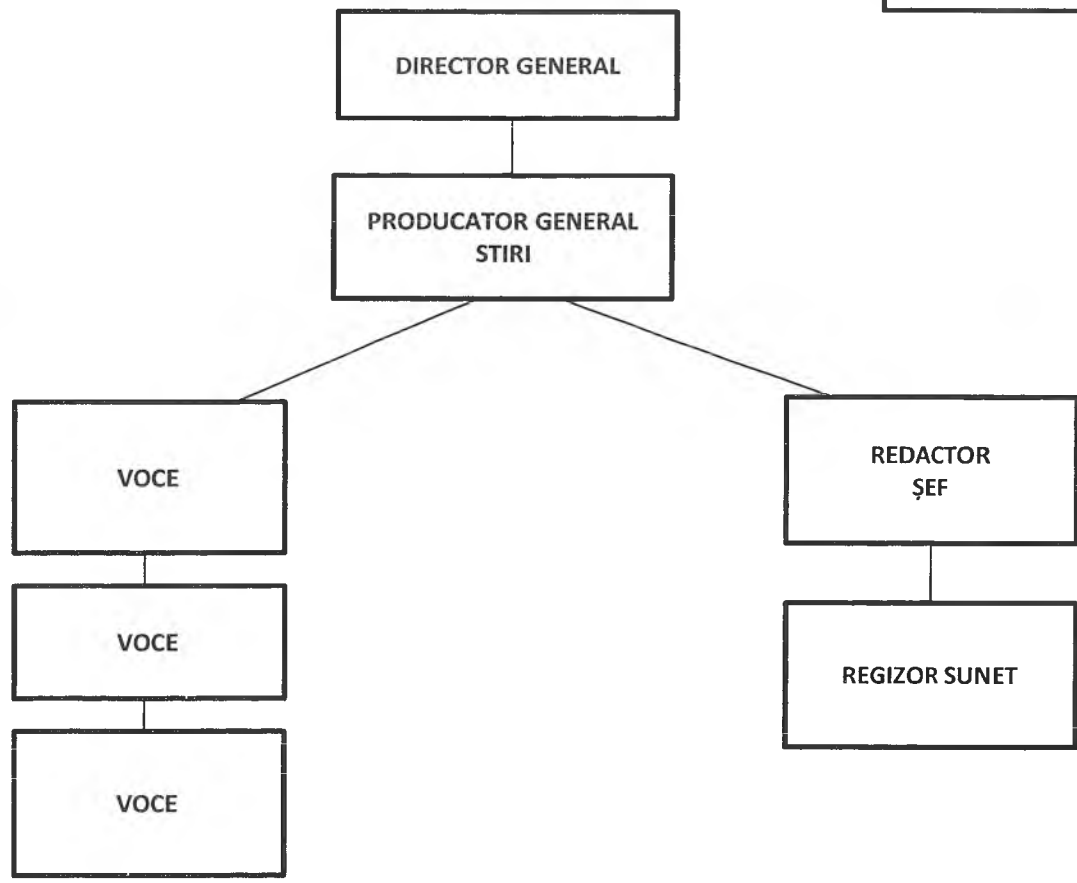 DIRECTOR GENERAL
PRODUCATOR GENERAL
STIRI
VOCE
REDACTOR
ȘEF
VOCE
REGIZOR SUNET
VOCE